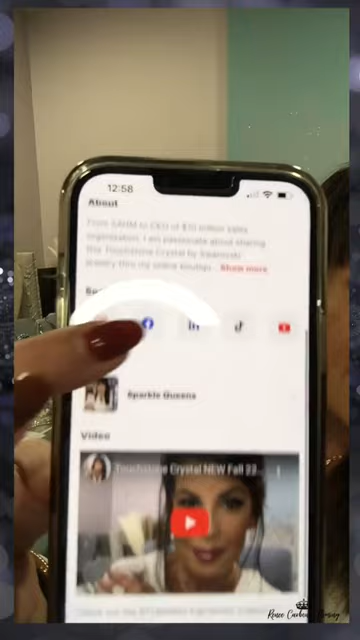 12:58
About
From SAHM to CEO of $10 million sales
organization. I am passionate about sharing
the Touchstone Crystal by Swarovski
jewelry thru my online boutique... Show more
Sparkle Queens
Video
Touchstone Crystal NEW Fall 22...
Renee